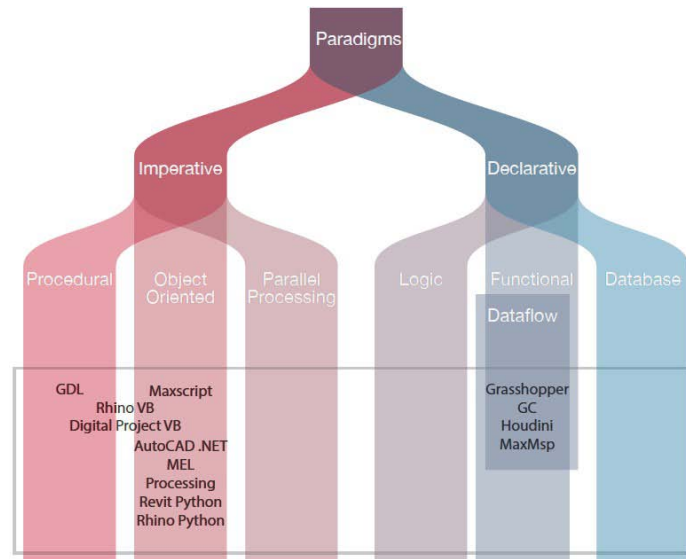 Paradigms
Imperative
Declarative
Procedural
Object
Oriented
Parallel
Processing
Logic
Functional
Database
Dataflow
GDL
Maxscript
Rhino VB
Digital Project VB
AutoCAD .NET
MEL
Processing
Revit Python
Rhino Python
Grasshopper
GC
Houdini
MaxMsp